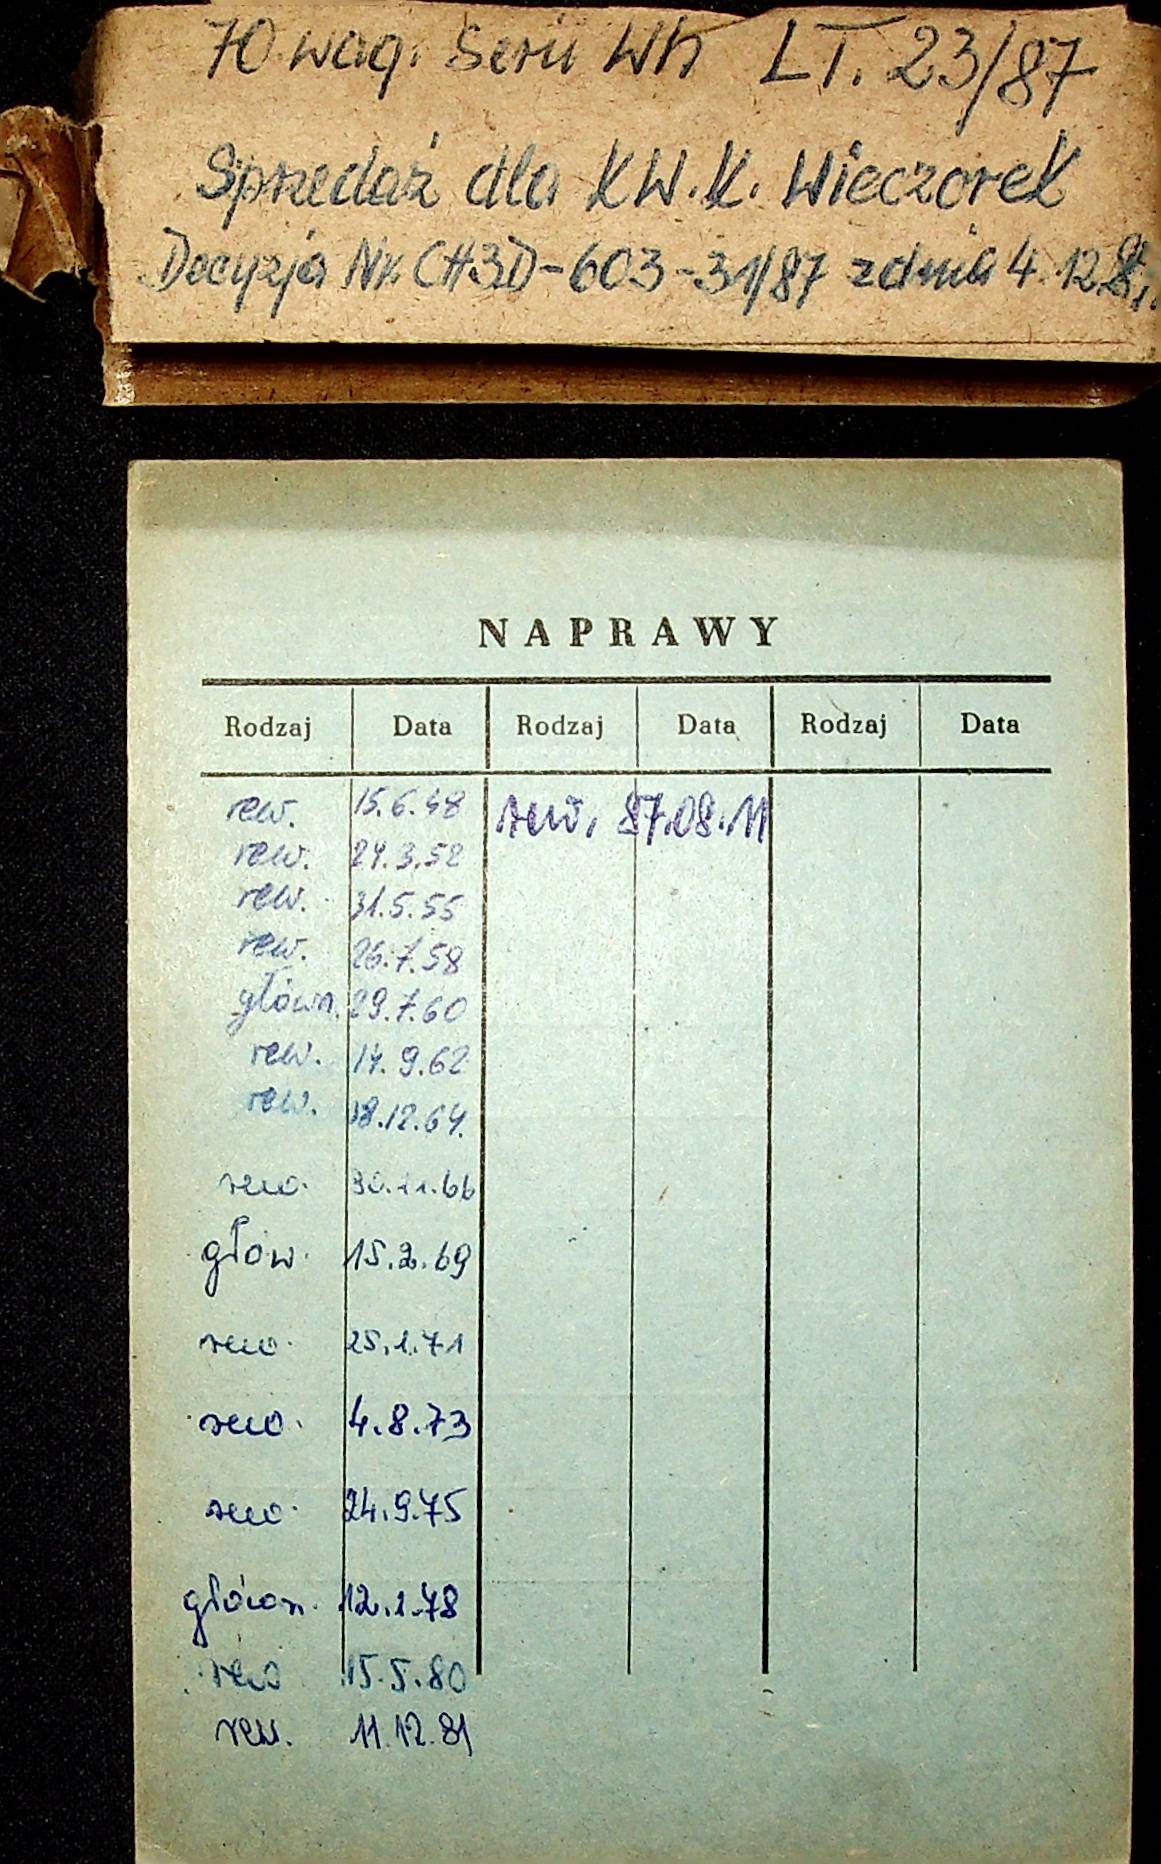 70 wag. Serii Wh LT. 23/87
Sprzedaż dla KW.K. Wieczorek
Decyzja Nr. CH3D-603-31/87 z dnia 4.12.
NAPRAWY
Rodzaj Data Rodzaj Data Rodzaj Data
rew. 15.6.48 rew. 87.08.11
rew. 24.3.52
rew. 31.5.55
rew. 26.7.58
główn. 29.7.60
rew. 14.9.62
rew. 18.12.64.
rew. 30.11.66
głów. 15.2.69
rew. 25.1.71
rew. 4.8.73
rew. 24.9.75
główn. 12.1.78
rew 15.5.80
rew. 11.12.81